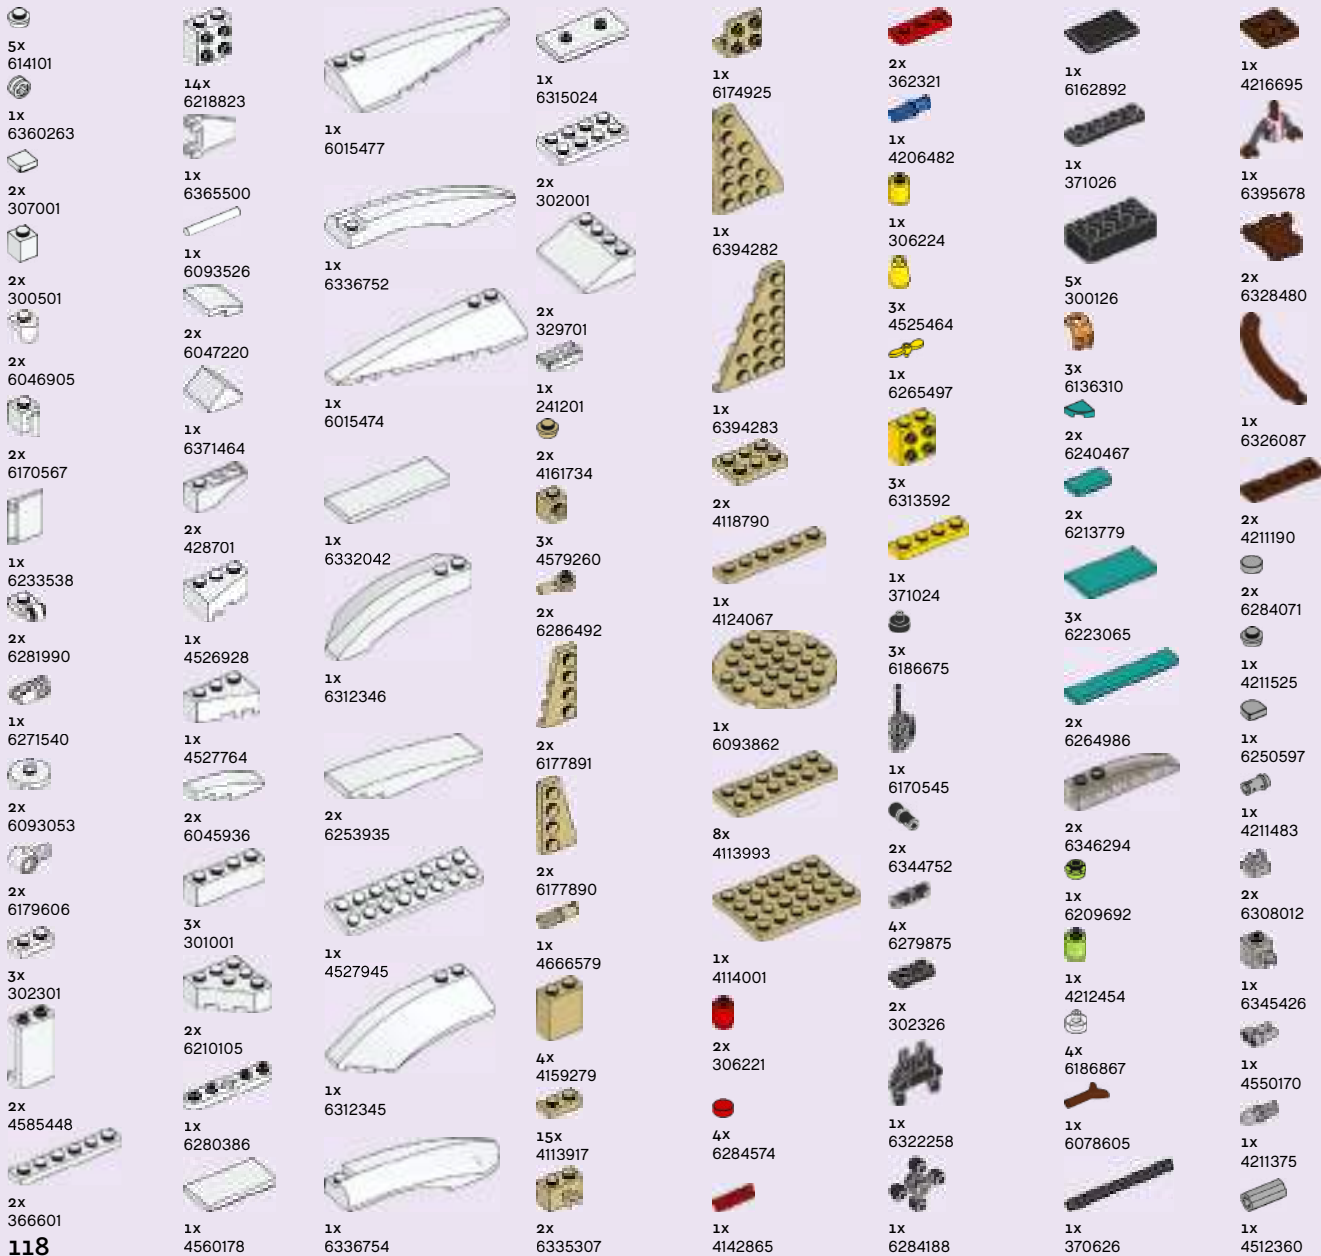 5x
614101
1x
6360263
2x
307001
2x
300501
2x
6046905
2x
6170567
1x
6233538
2x
6281990
1x
6271540
2x
6093053
2x
6179606
3x
302301
2x
4585448
2x
366601
118
14x
6218823
1x
6365500
1x
6093526
2x
6047220
1x
6371464
2x
428701
1x
4526928
1x
4527764
2x
6045936
3x
301001
2x
6210105
1x
6280386
1x
4560178
1x
6015477
1x
6336752
1x
6015474
1x
6332042
1x
6312346
2x
6253935
1x
4527945
1x
6312345
1x
6336754
1x
6315024
2x
302001
2x
329701
1x
241201
2x
4161734
3x
4579260
2x
6286492
2x
6177891
2x
6177890
1x
4666579
4x
4159279
15x
4113917
2x
6335307
1x
6174925
1x
6394282
1x
6394283
2x
4118790
1x
4124067
1x
6093862
8x
4113993
1x
4114001
2x
306221
4x
6284574
1x
4142865
2x
362321
1x
4206482
1x
306224
3x
4525464
1x
6265497
3x
6313592
1x
371024
3x
6186675
1x
6170545
2x
6344752
4x
6279875
2x
302326
1x
6322258
1x
6284188
1x
6162892
1x
371026
5x
300126
3x
6136310
2x
6240467
2x
6213779
3x
6223065
2x
6264986
2x
6346294
1x
6209692
1x
4212454
4x
6186867
1x
6078605
1x
370626
1x
4216695
1x
6395678
2x
6328480
1x
6326087
2x
4211190
2x
6284071
1x
4211525
1x
6250597
1x
4211483
2x
6308012
1x
6345426
1x
4550170
1x
4211375
1x
4512360